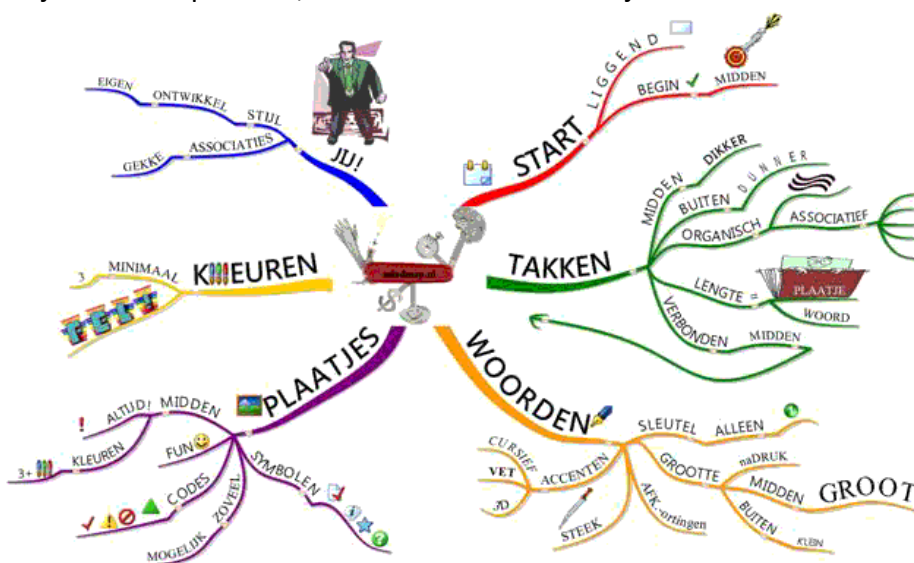 START
LIGGEND
BEGIN
MIDDEN
TAKKEN
MIDDEN
DIKKER
BUITEN
DUNNER
ORGANISCH
ASSOCIATIEF
LENGTE =
PLAATJE
WOORD
VERBONDEN
MIDDEN
WOORDEN
SLEUTEL
ALLEEN
GROOTTE
naDRUK
MIDDEN
GROOT
BUITEN
KLEIN
AFK.-ortingen
STEEK
ACCENTEN
CURSIEF
VET
3D
PLAATJES
MIDDEN
ALTIJD!
KLEUREN
3+
FUN
CODES
ZOVEEL
MOGELIJK
SYMBOLEN
KLEUREN
MINIMAAL
3
FELS
JIJ!
STIJL
ONTWIKKEL
EIGEN
ASSOCIATIES
GEKKE